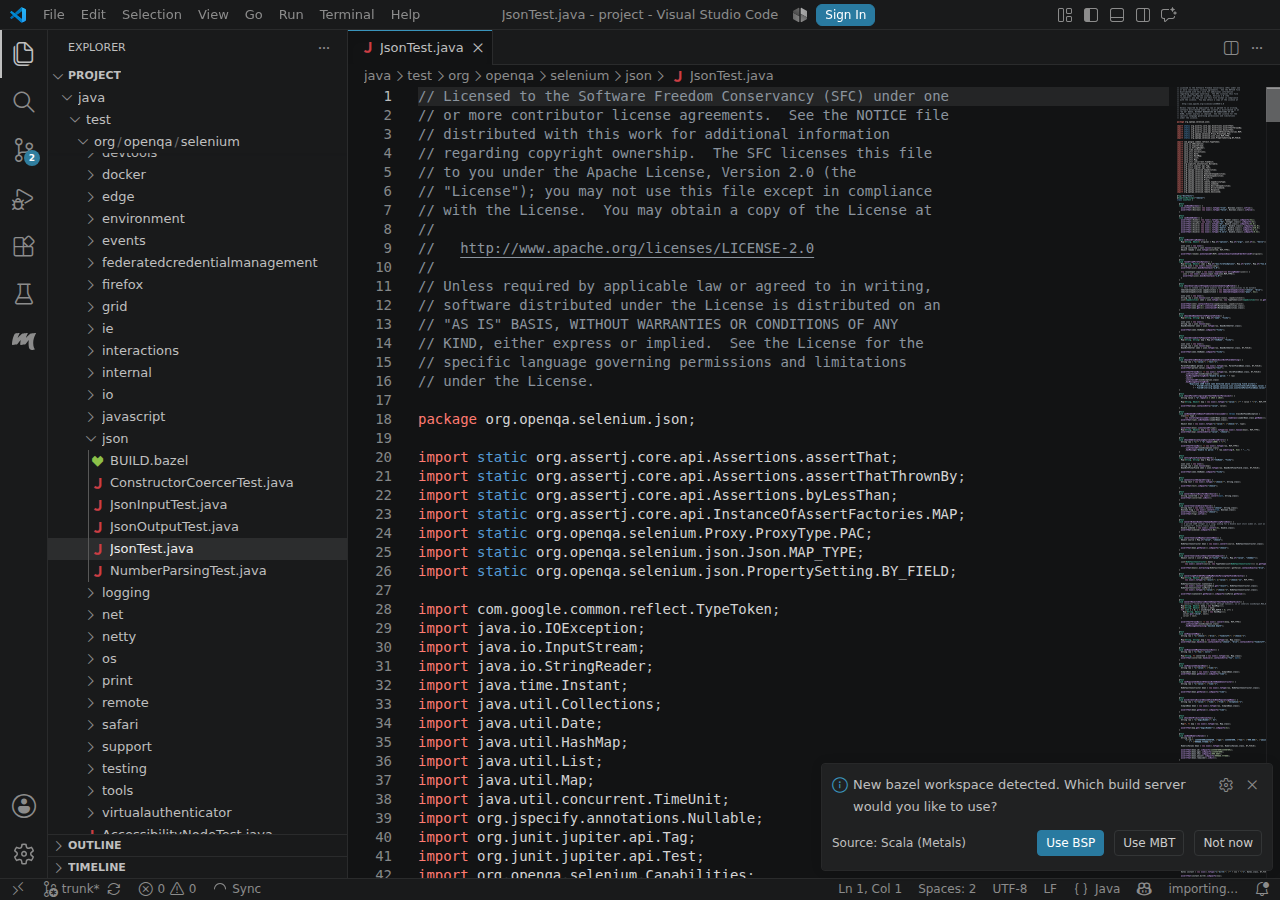 File Edit Selection View Go Run Terminal Help
JsonTest.java - project - Visual Studio Code
Sign In
EXPLORER
PROJECT
java
test
org/openqa/selenium
devtools
docker
edge
environment
events
federatedcredentialmanagement
firefox
grid
ie
interactions
internal
io
javascript
json
BUILD.bazel
ConstructorCoercerTest.java
JsonInputTest.java
JsonOutputTest.java
JsonTest.java
NumberParsingTest.java
logging
net
netty
os
print
remote
safari
support
testing
tools
virtualauthenticator
AccessibilityNodeTest.java
OUTLINE
TIMELINE
2
JsonTest.java
java > test > org > openqa > selenium > json > JsonTest.java
1 // Licensed to the Software Freedom Conservancy (SFC) under one
2 // or more contributor license agreements.  See the NOTICE file
3 // distributed with this work for additional information
4 // regarding copyright ownership.  The SFC licenses this file
5 // to you under the Apache License, Version 2.0 (the
6 // "License"); you may not use this file except in compliance
7 // with the License.  You may obtain a copy of the License at
8 //
9 //   http://www.apache.org/licenses/LICENSE-2.0
10 //
11 // Unless required by applicable law or agreed to in writing,
12 // software distributed under the License is distributed on an
13 // "AS IS" BASIS, WITHOUT WARRANTIES OR CONDITIONS OF ANY
14 // KIND, either express or implied.  See the License for the
15 // specific language governing permissions and limitations
16 // under the License.
17
18 package org.openqa.selenium.json;
19
20 import static org.assertj.core.api.Assertions.assertThat;
21 import static org.assertj.core.api.Assertions.assertThatThrownBy;
22 import static org.assertj.core.api.Assertions.byLessThan;
23 import static org.assertj.core.api.InstanceOfAssertFactories.MAP;
24 import static org.openqa.selenium.Proxy.ProxyType.PAC;
25 import static org.openqa.selenium.json.Json.MAP_TYPE;
26 import static org.openqa.selenium.json.PropertySetting.BY_FIELD;
27
28 import com.google.common.reflect.TypeToken;
29 import java.io.IOException;
30 import java.io.InputStream;
31 import java.io.StringReader;
32 import java.time.Instant;
33 import java.util.Collections;
34 import java.util.Date;
35 import java.util.HashMap;
36 import java.util.List;
37 import java.util.Map;
38 import java.util.concurrent.TimeUnit;
39 import org.jspecify.annotations.Nullable;
40 import org.junit.jupiter.api.Tag;
41 import org.junit.jupiter.api.Test;
42 import org.openqa.selenium.Capabilities;
New bazel workspace detected. Which build server
would you like to use?
Source: Scala (Metals)
Use BSP
Use MBT
Not now
trunk* 0 0 Sync
Ln 1, Col 1 Spaces: 2 UTF-8 LF { } Java importing...